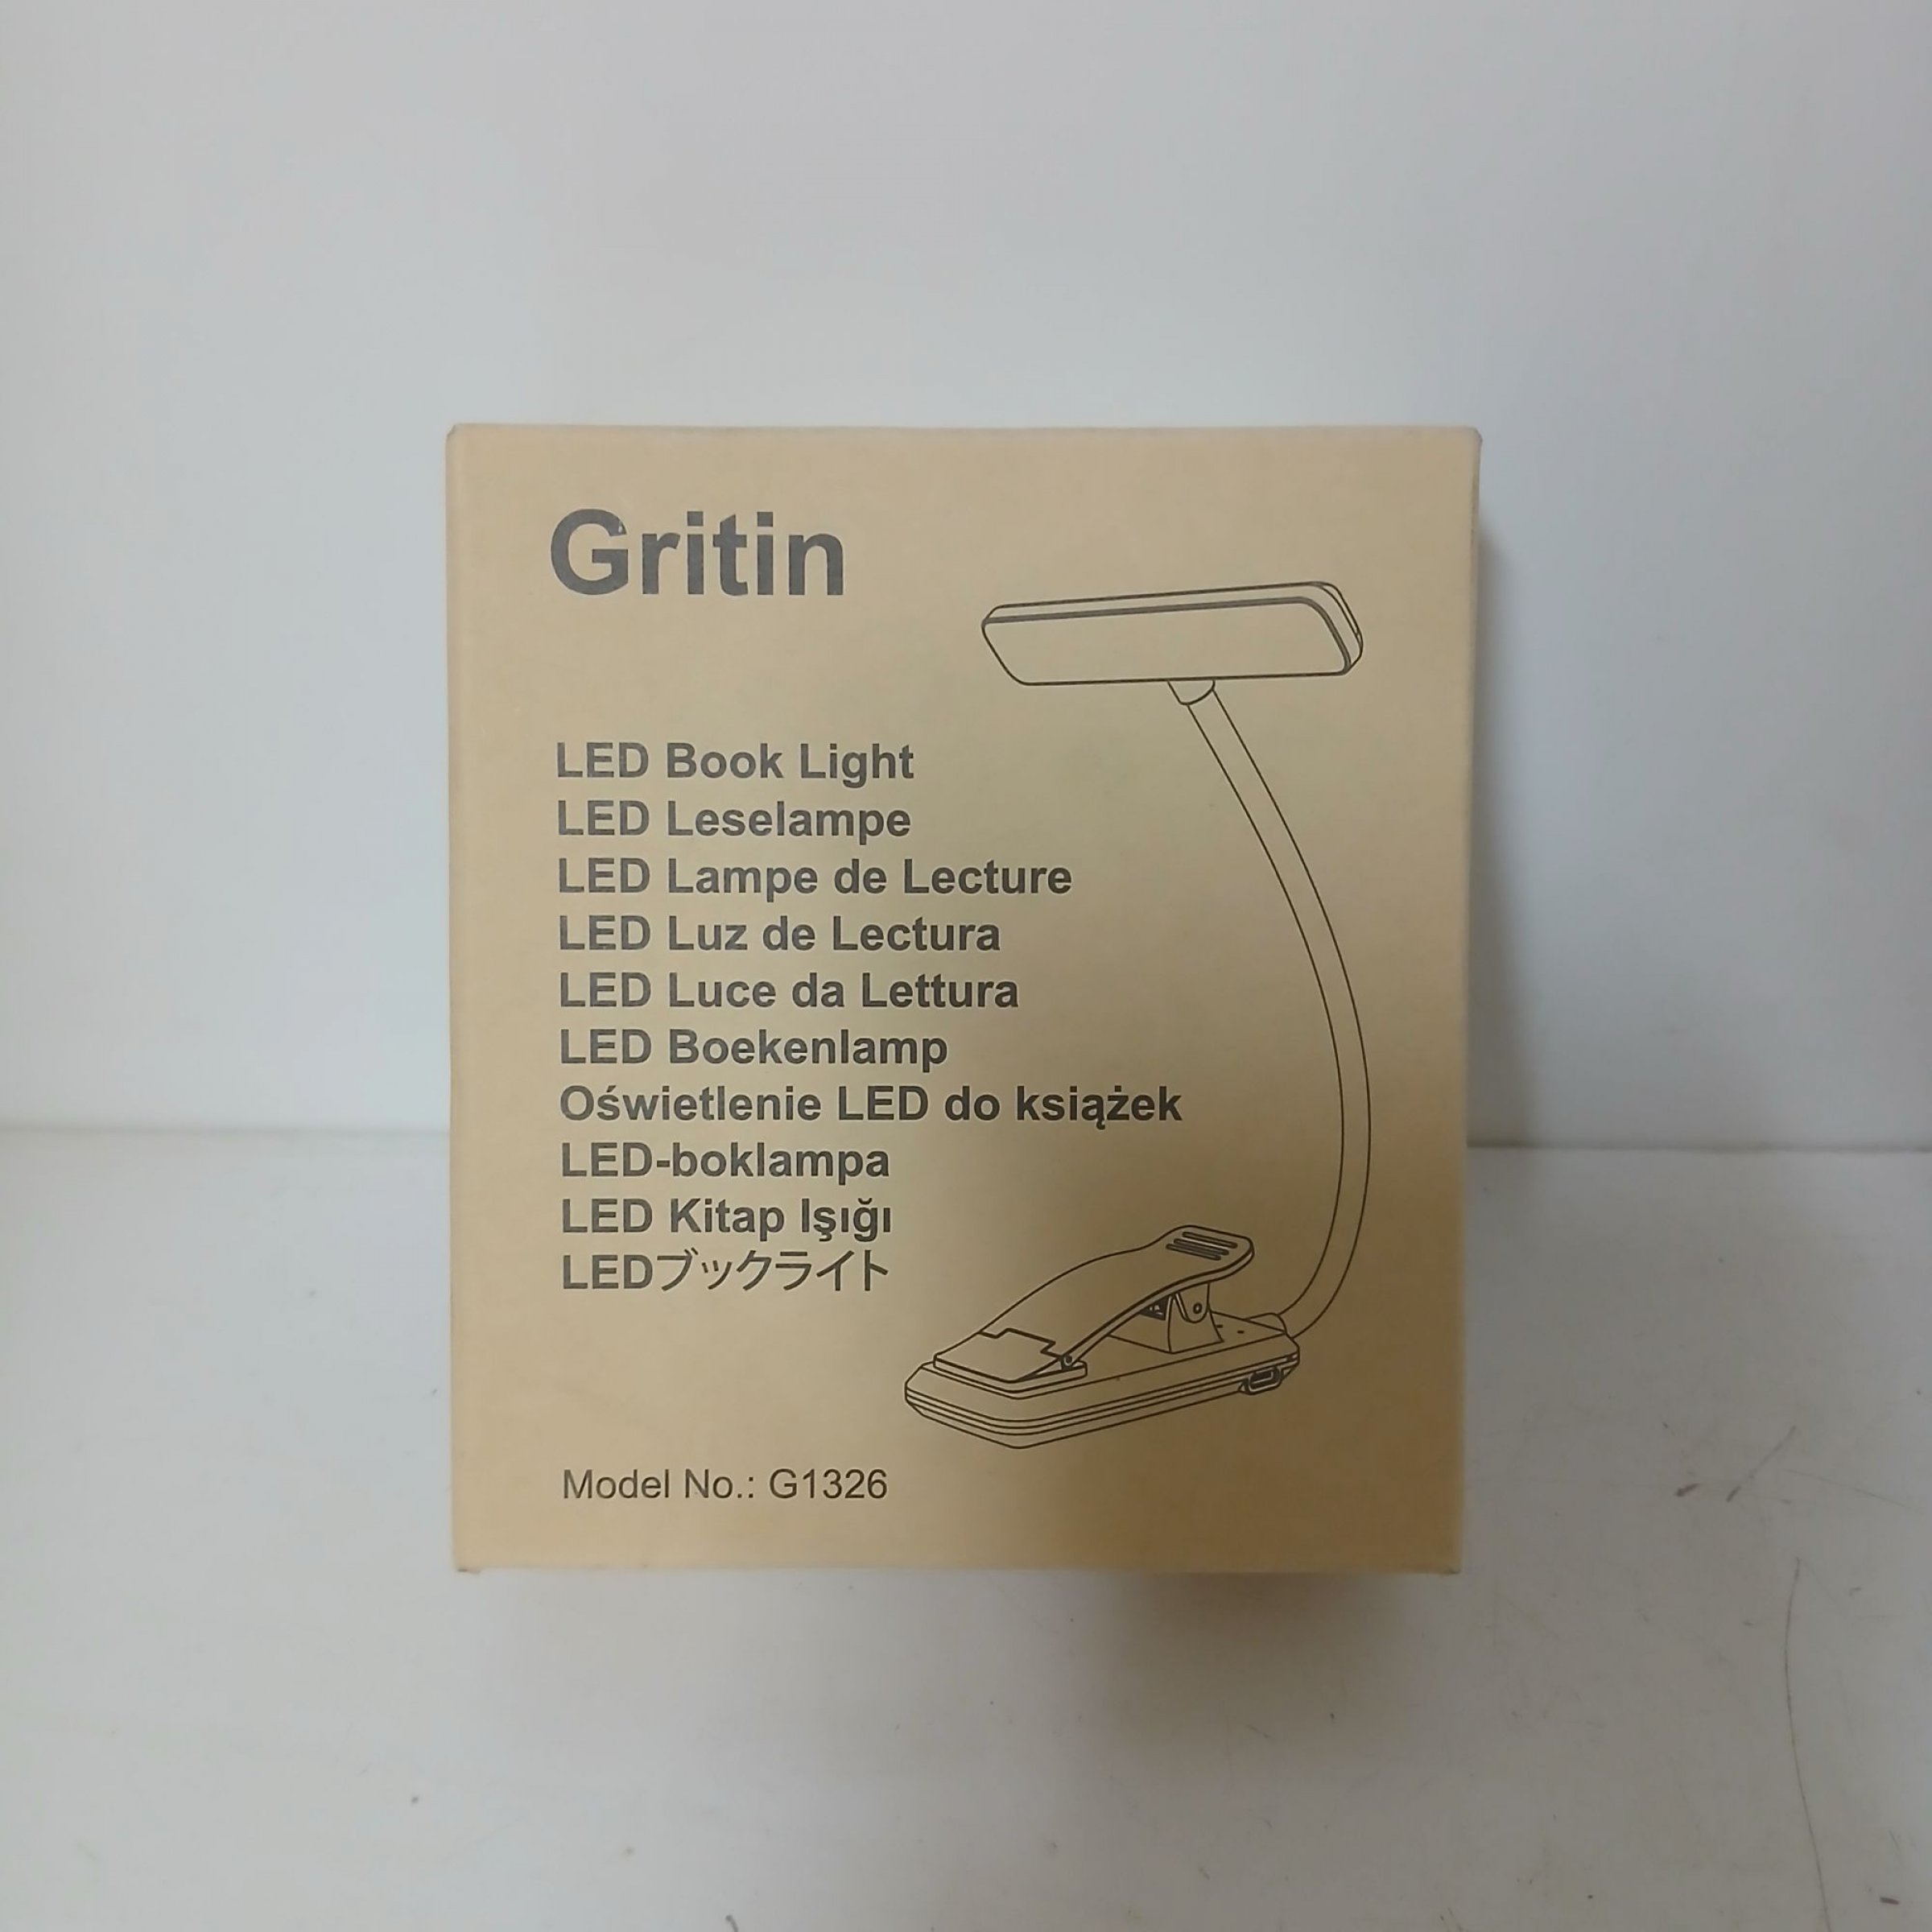 Gritin
LED Book Light
LED Leselampe
LED Lampe de Lecture
LED Luz de Lectura
LED Luce da Lettura
LED Boekenlamp
Oświetlenie LED do książek
LED-boklampa
LED Kitap Işığı
LEDブックライト
Model No.: G1326